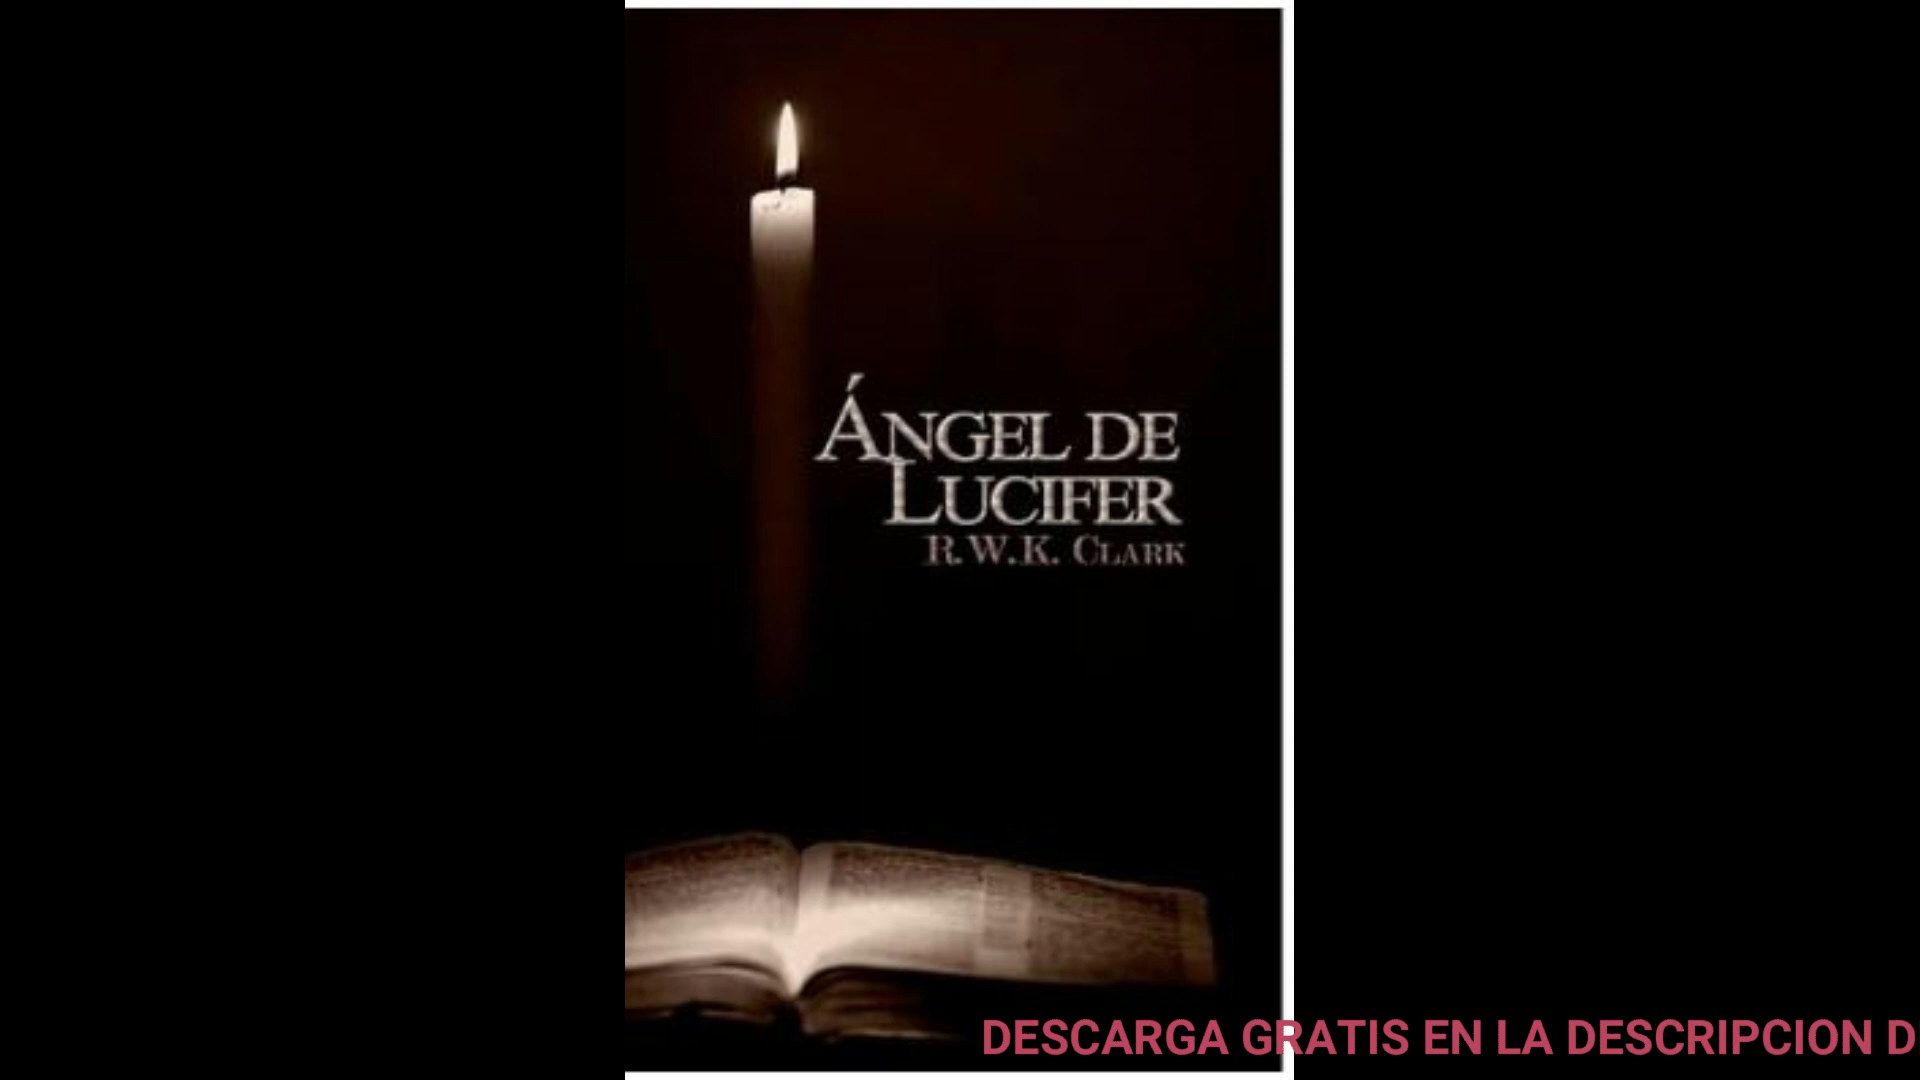 ÁNGEL DE
LUCIFER
R.W.K. CLARK
DESCARGA GRATIS EN LA DESCRIPCION D